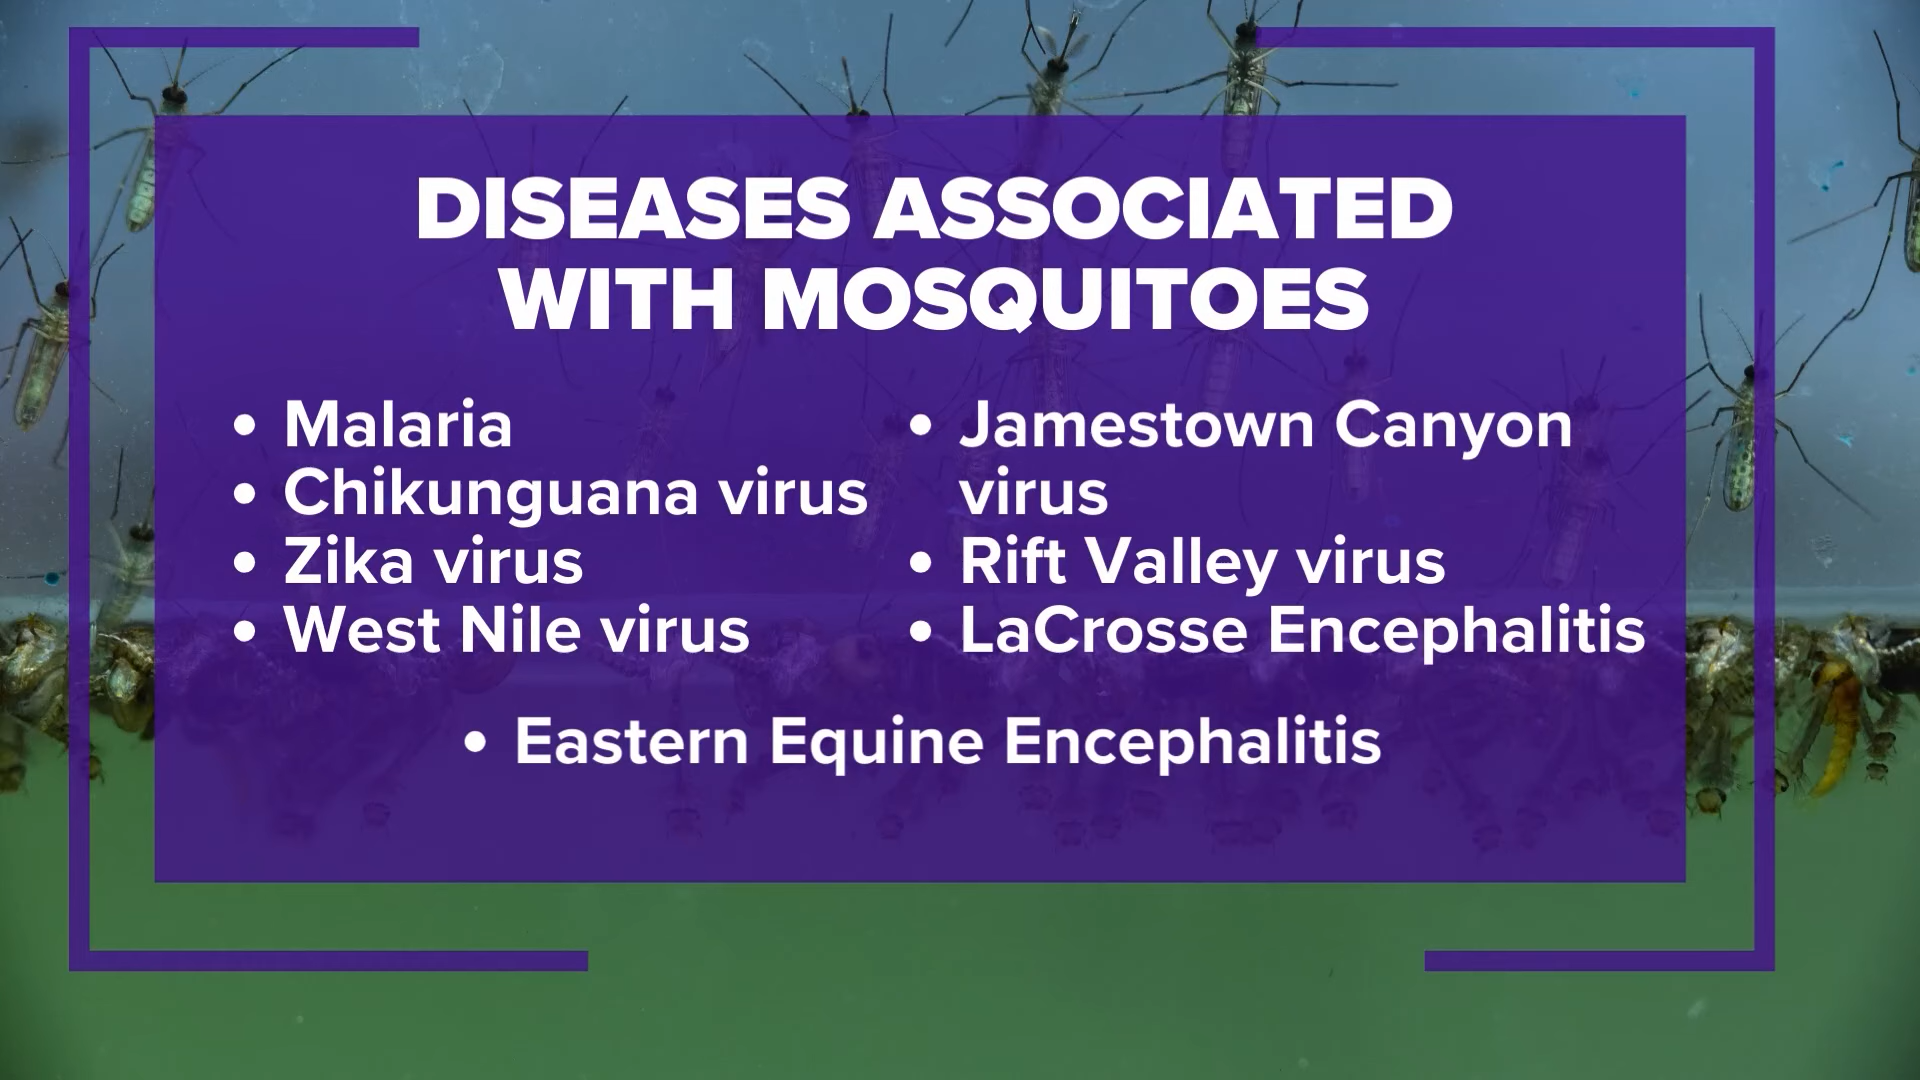 DISEASES ASSOCIATED
WITH MOSQUITOES
• Malaria
• Chikunguana virus
• Zika virus
• West Nile virus
• Jamestown Canyon
virus
• Rift Valley virus
• LaCrosse Encephalitis
• Eastern Equine Encephalitis